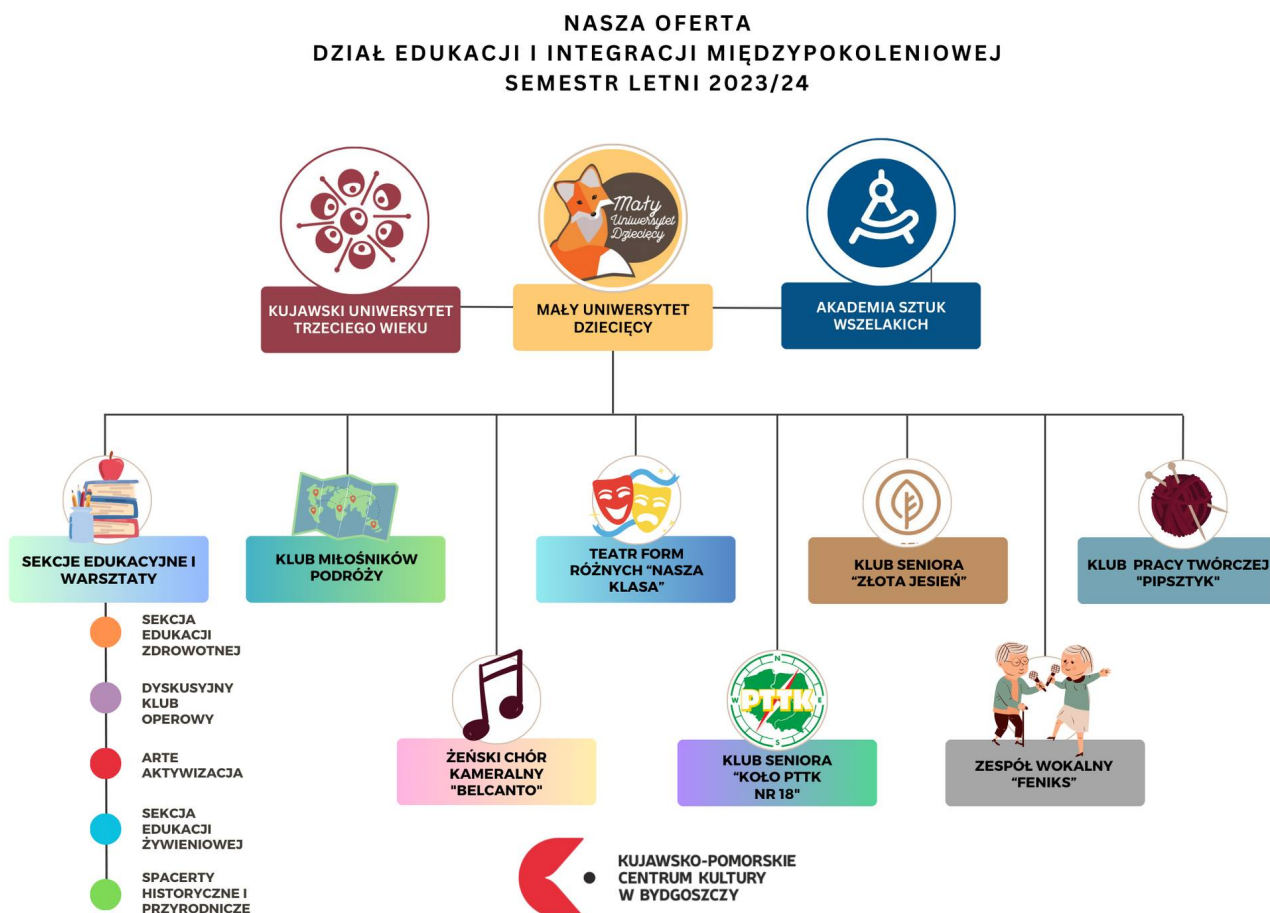 NASZA OFERTA
DZIAŁ EDUKACJI I INTEGRACJI MIĘDZYPOKOLENIOWEJ
SEMESTR LETNI 2023/24
Mały
Uniwersytet
Dziecięcy
KUJAWSKI UNIWERSYTET
TRZECIEGO WIEKU
MAŁY UNIWERSYTET
DZIECIĘCY
AKADEMIA SZTUK
WSZELAKICH
SEKCJE EDUKACYJNE I
WARSZTATY
KLUB MIŁOŚNIKÓW
PODRÓŻY
TEATR FORM
RÓŻNYCH “NASZA
KLASA”
KLUB SENIORA
“ZŁOTA JESIEŃ”
KLUB PRACY TWÓRCZEJ
"PIPSZTYK"
SEKCJA
EDUKACJI
ZDROWOTNEJ
DYSKUSYJNY
KLUB
OPEROWY
ARTE
AKTYWIZACJA
SEKCJA
EDUKACJI
ŻYWIENIOWEJ
SPACERTY
HISTORYCZNE I
PRZYRODNICZE
ŻEŃSKI CHÓR
KAMERALNY
"BELCANTO"
N
W
PTTK
E
S
KLUB SENIORA
“KOŁO PTTK
NR 18"
ZESPÓŁ WOKALNY
“FENIKS”
KUJAWSKO-POMORSKIE
CENTRUM KULTURY
W BYDGOSZCZY